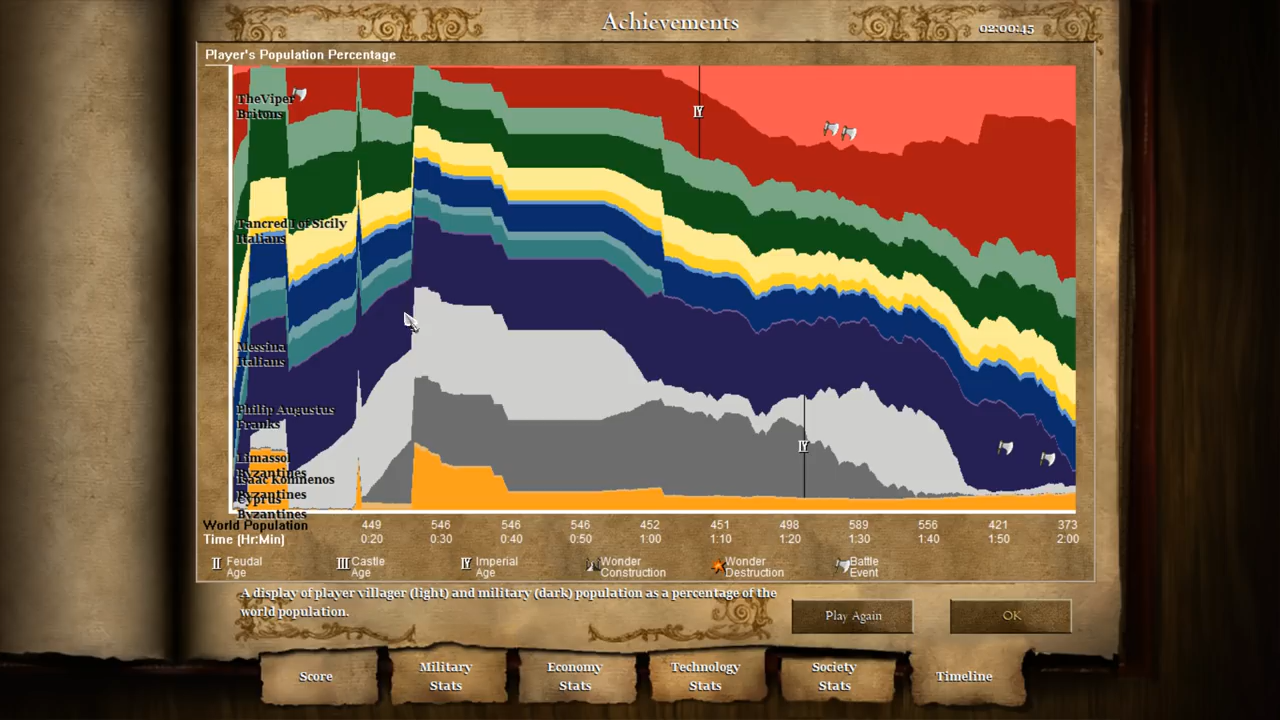 Achievements
02:00:45
Player's Population Percentage
TheViper
Britons
Tancred I of Sicily
Italians
Messina
Italians
Philip Augustus
Franks
Limassol
Byzantines
Isaac Komnenos
Byzantines
Cyprus
Byzantines
IV
IV
World Population 449 546 546 546 452 451 498 589 556 421 373
Time (Hr:Min) 0:20 0:30 0:40 0:50 1:00 1:10 1:20 1:30 1:40 1:50 2:00
II Feudal Age
III Castle Age
IV Imperial Age
Wonder Construction
Wonder Destruction
Battle Event
A display of player villager (light) and military (dark) population as a percentage of the
world population.
Play Again
OK
Score
Military Stats
Economy Stats
Technology Stats
Society Stats
Timeline